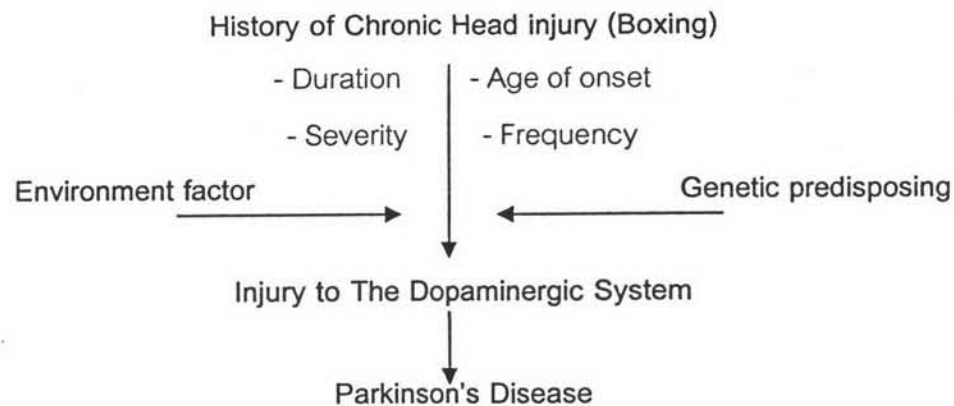 History of Chronic Head injury (Boxing)
- Duration - Age of onset
- Severity - Frequency
Environment factor Genetic predisposing
Injury to The Dopaminergic System
Parkinson's Disease